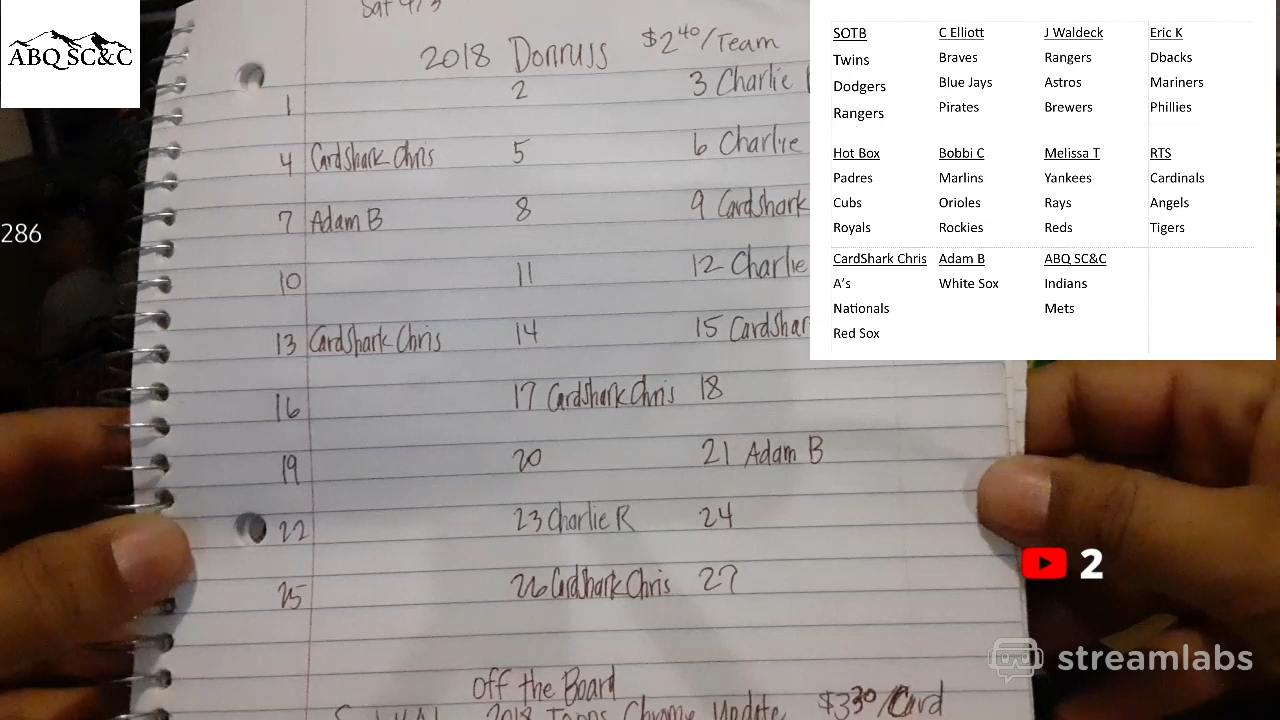 ABQ SC&C
Sat 4/3
2018 Donruss $2.40/Team
1 2 3 Charlie
4 CardShark Chris 5 6 Charlie
7 Adam B 8 9 CardShark
10 11 12 Charlie
13 CardShark Chris 14 15 CardShar
16 17 CardShark Chris 18
19 20 21 Adam B
22 23 Charlie R 24
25 26 CardShark Chris 27
off the Board
2018 Topps Chrome Update $3.30/Card
SOTB C Elliott J Waldeck Eric K
Twins Braves Rangers Dbacks
Dodgers Blue Jays Astros Mariners
Rangers Pirates Brewers Phillies
Hot Box Bobbi C Melissa T RTS
Padres Marlins Yankees Cardinals
Cubs Orioles Rays Angels
Royals Rockies Reds Tigers
CardShark Chris Adam B ABQ SC&C
A's White Sox Indians
Nationals Mets
Red Sox
286
2
streamlabs